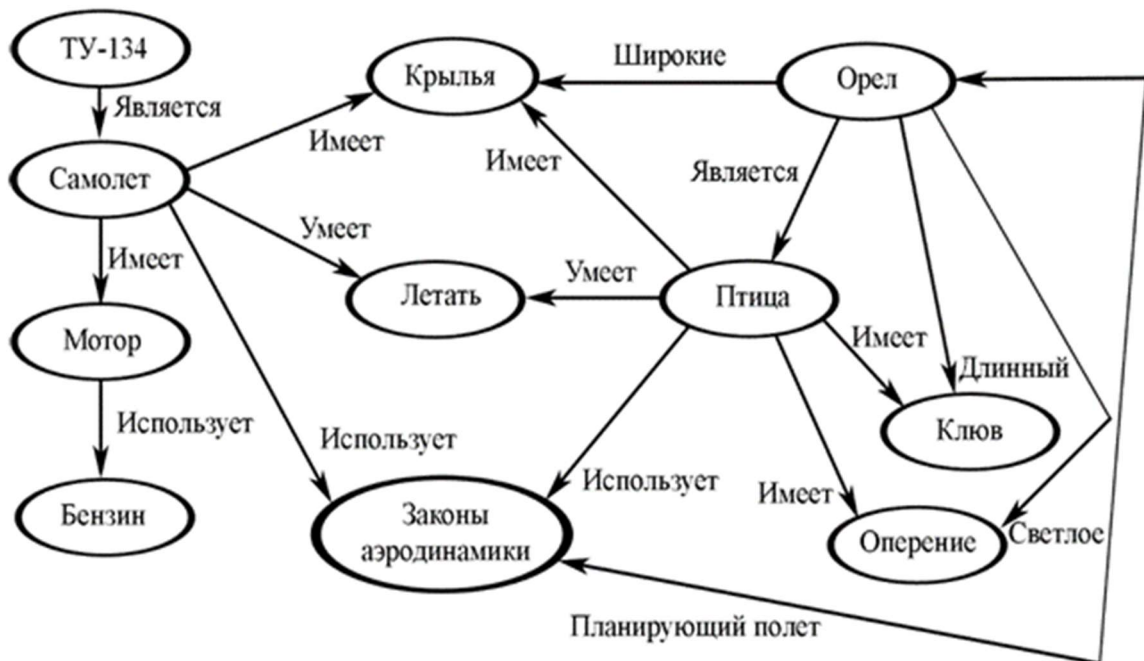 ТУ-134
Является
Самолет
Имеет
Мотор
Использует
Бензин
Крылья
Имеет
Умеет
Летать
Использует
Законы
аэродинамики
Широкие
Орел
Имеет
Является
Умеет
Птица
Имеет
Длинный
Клюв
Использует
Имеет
Оперение
Светлое
Планирующий полет